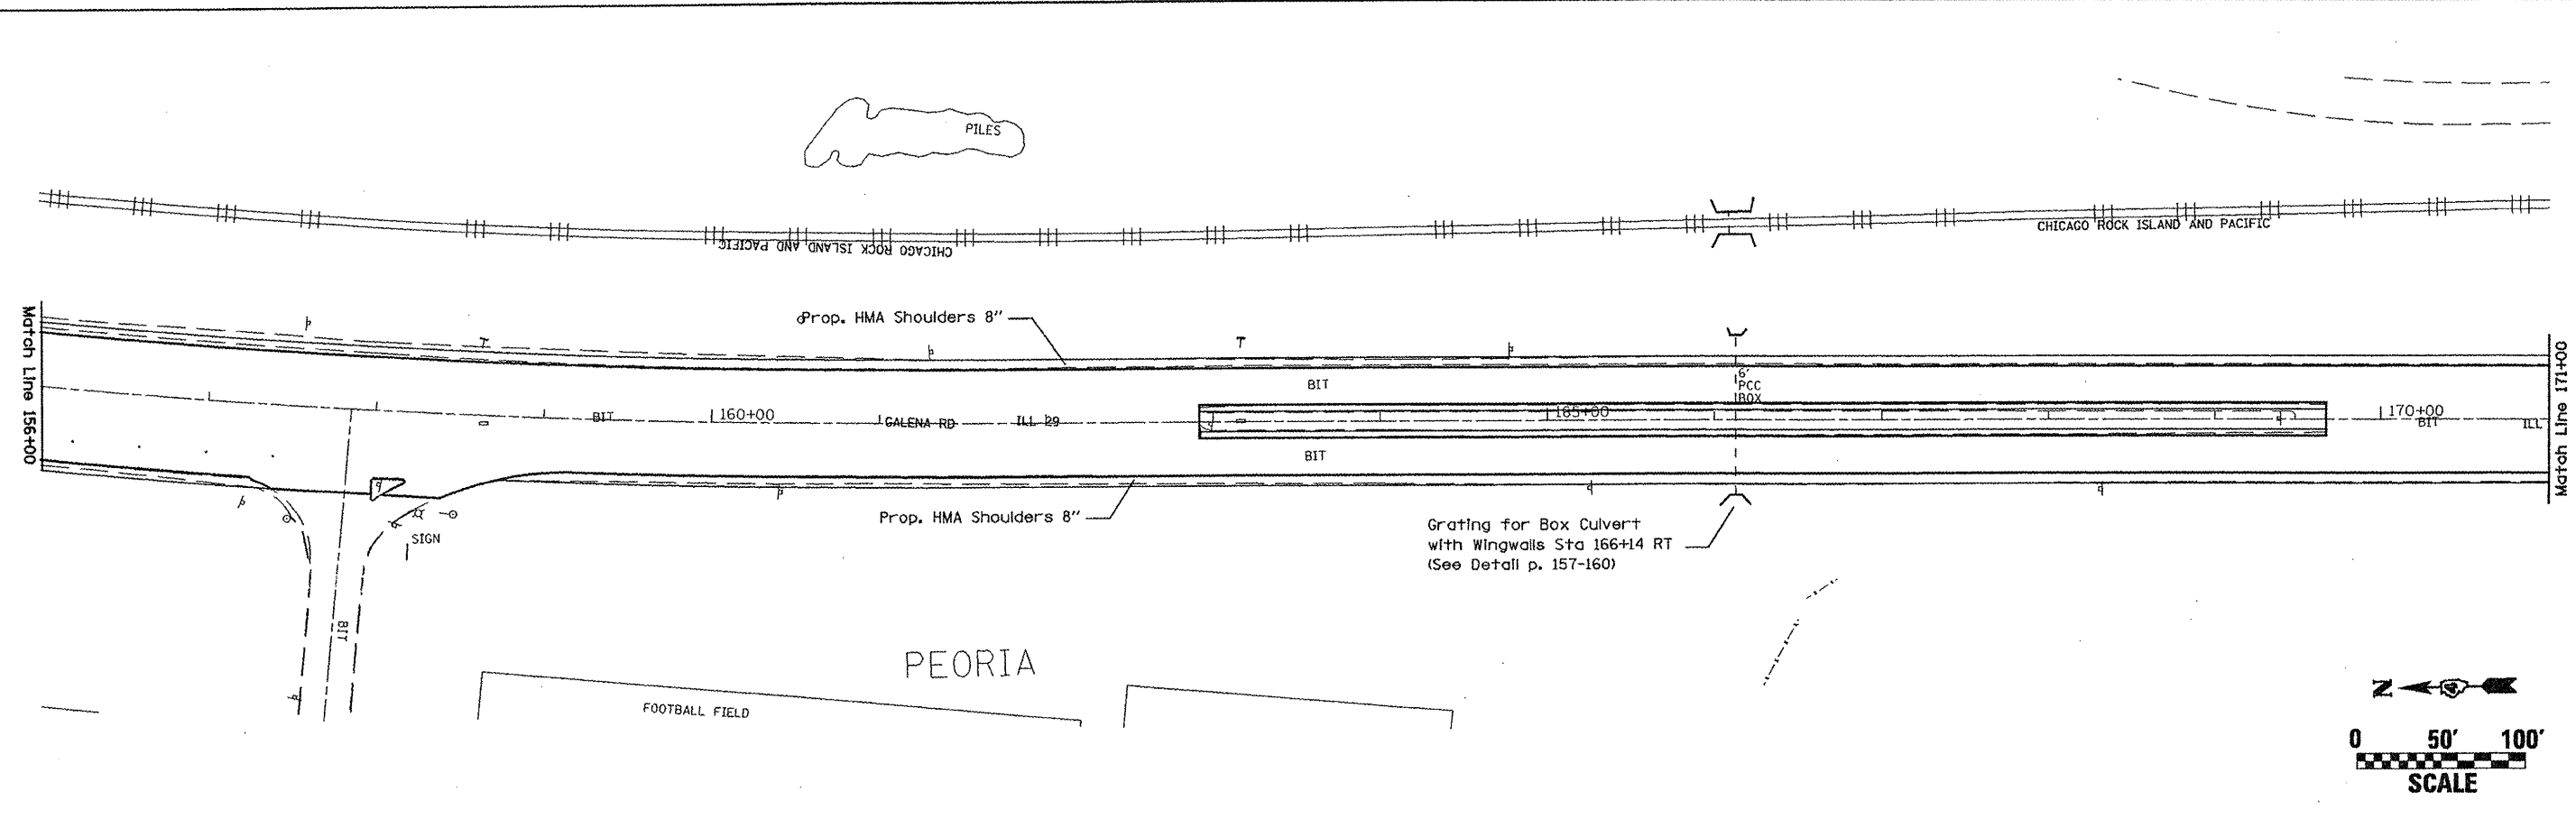 PILES
CHICAGO ROCK ISLAND AND PACIFIC
CHICAGO ROCK ISLAND AND PACIFIC
Match Line 156+00
Prop. HMA Shoulders 8"
BIT
6'
PCC
BOX
BIT
160+00
GALENA RD
ILL 29
165+00
170+00
BIT
ILL
Match Line 171+00
BIT
Prop. HMA Shoulders 8"
SIGN
Grating for Box Culvert
with Wingwalls Sta 166+14 RT
(See Detail p. 157-160)
BIT
PEORIA
FOOTBALL FIELD
N
0 50' 100'
SCALE